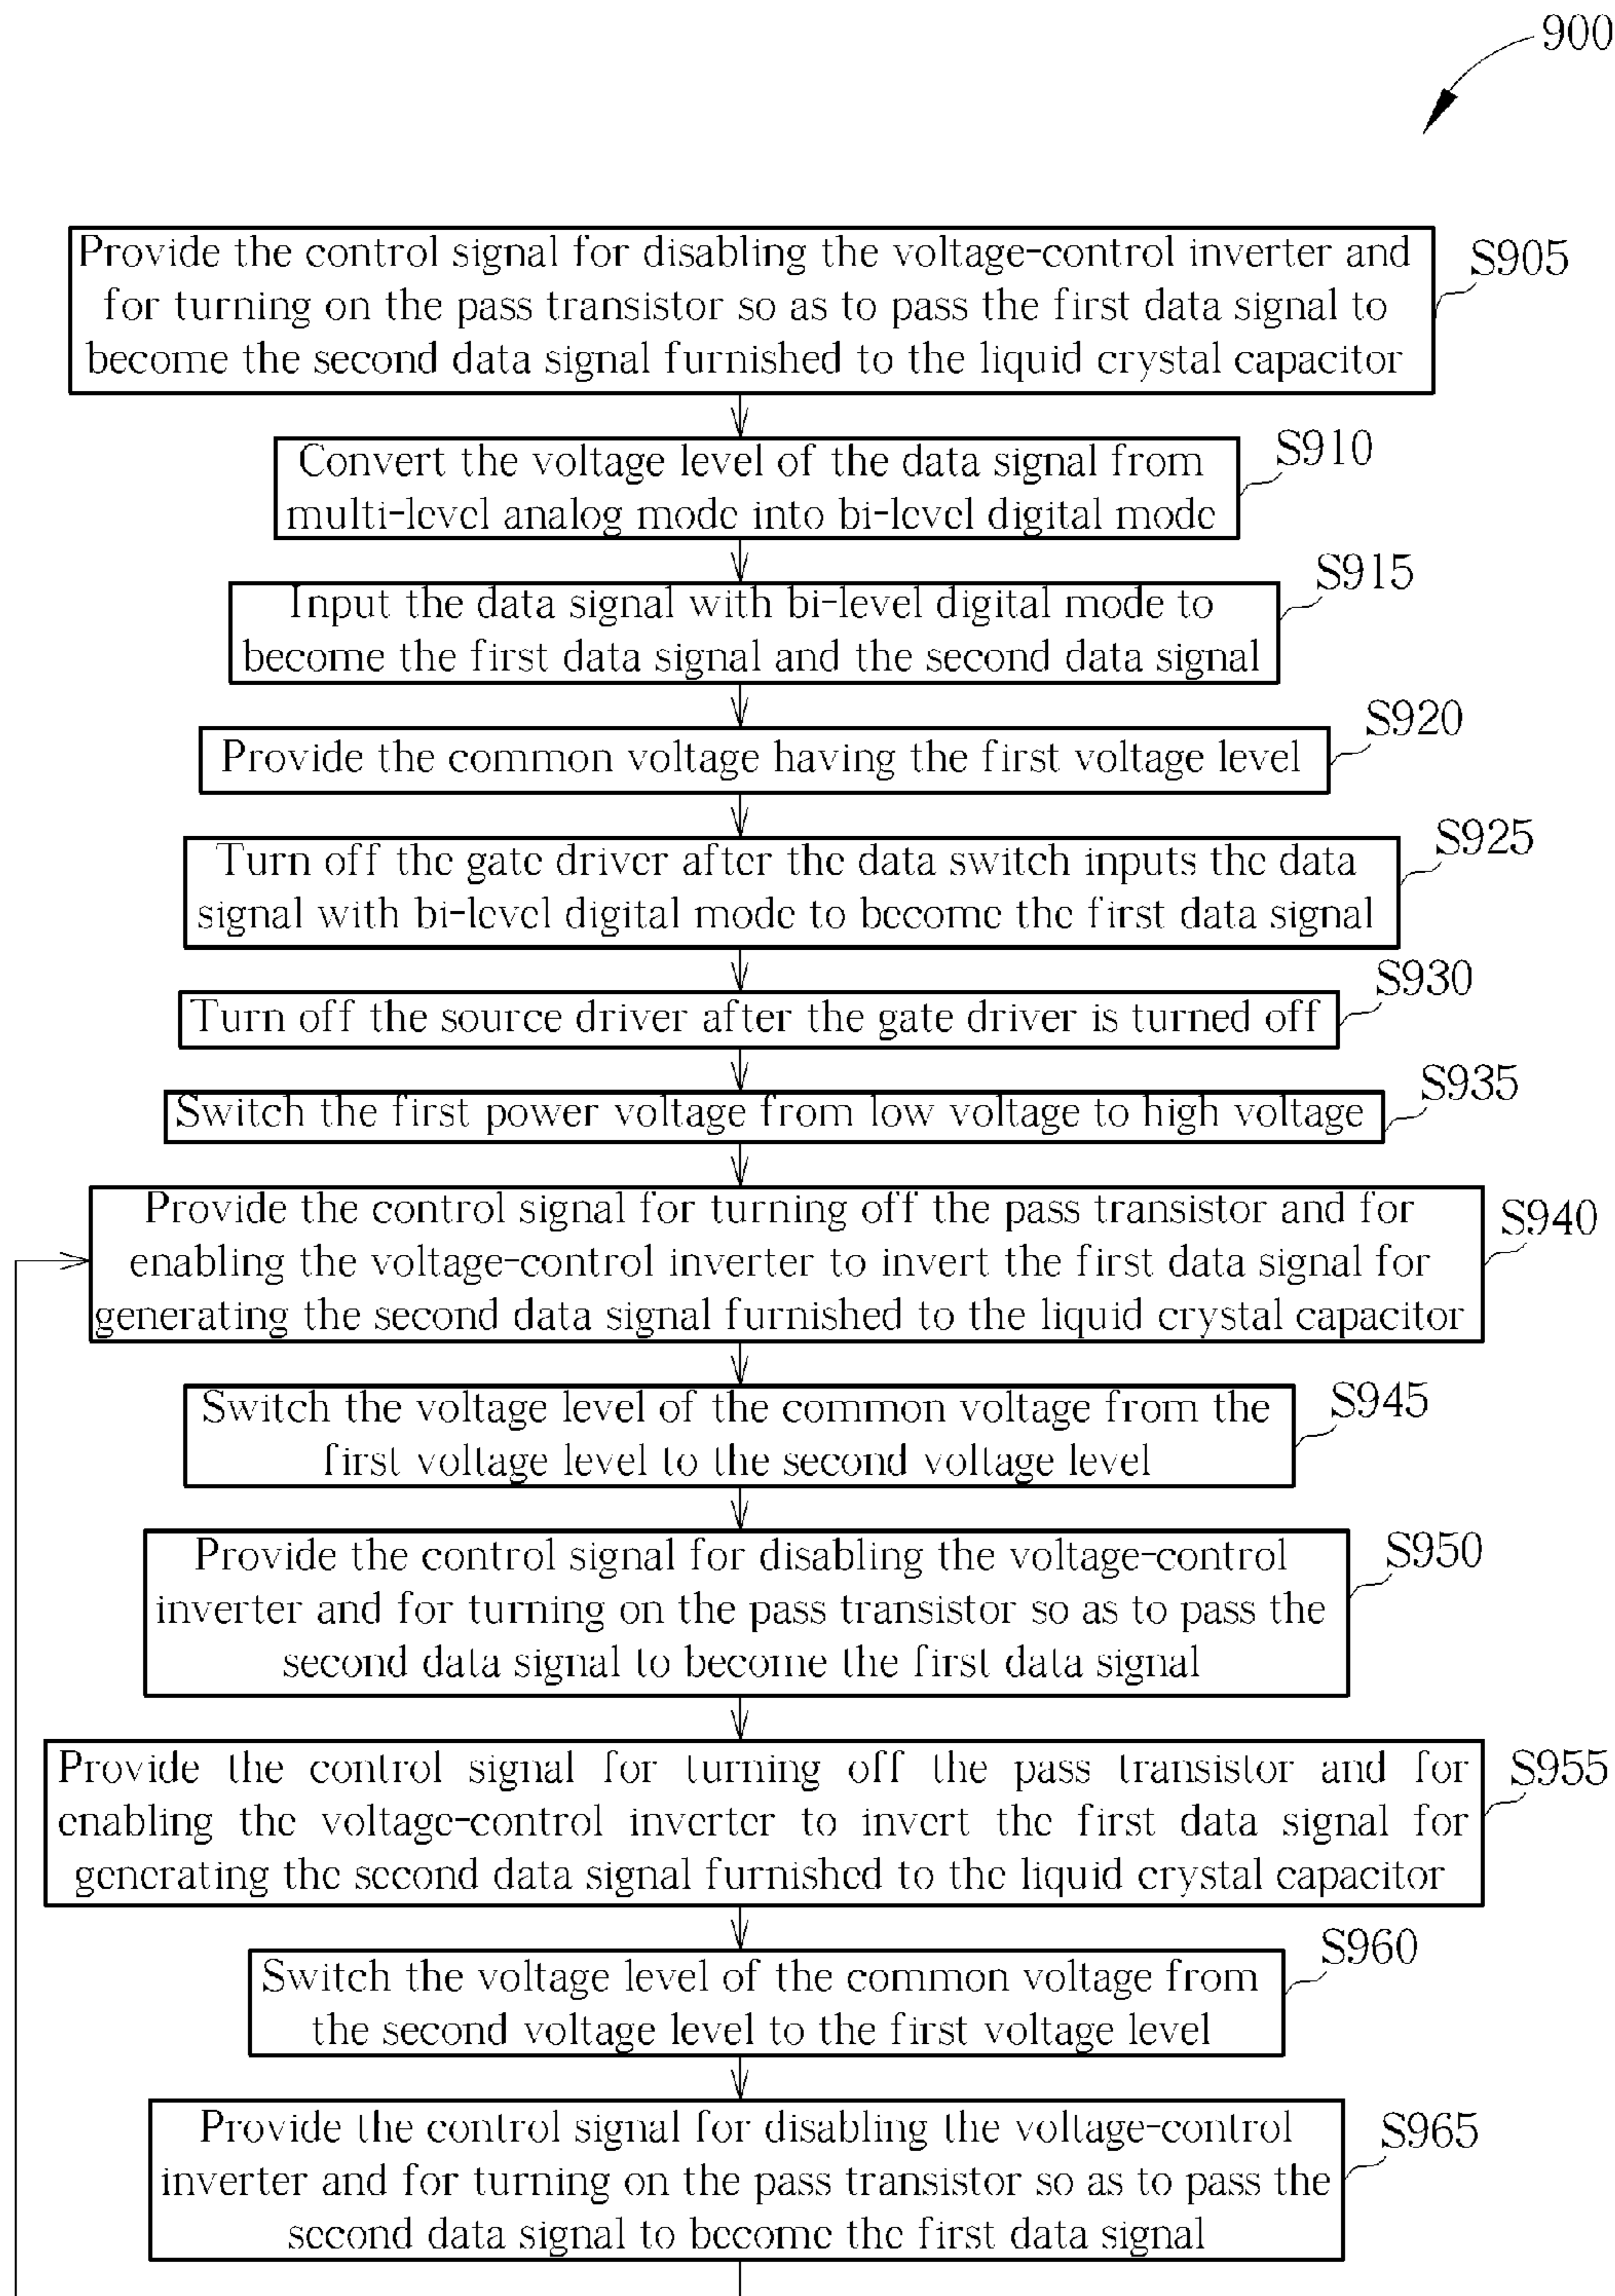 900
Provide the control signal for disabling the voltage-control inverter and
for turning on the pass transistor so as to pass the first data signal to
become the second data signal furnished to the liquid crystal capacitor
S905
Convert the voltage level of the data signal from
multi-level analog mode into bi-level digital mode
S910
Input the data signal with bi-level digital mode to
become the first data signal and the second data signal
S915
Provide the common voltage having the first voltage level
S920
Turn off the gate driver after the data switch inputs the data
signal with bi-level digital mode to become the first data signal
S925
Turn off the source driver after the gate driver is turned off
S930
Switch the first power voltage from low voltage to high voltage
S935
Provide the control signal for turning off the pass transistor and for
enabling the voltage-control inverter to invert the first data signal for
generating the second data signal furnished to the liquid crystal capacitor
S940
Switch the voltage level of the common voltage from the
first voltage level to the second voltage level
S945
Provide the control signal for disabling the voltage-control
inverter and for turning on the pass transistor so as to pass the
second data signal to become the first data signal
S950
Provide the control signal for turning off the pass transistor and for
enabling the voltage-control inverter to invert the first data signal for
generating the second data signal furnished to the liquid crystal capacitor
S955
Switch the voltage level of the common voltage from
the second voltage level to the first voltage level
S960
Provide the control signal for disabling the voltage-control
inverter and for turning on the pass transistor so as to pass the
second data signal to become the first data signal
S965